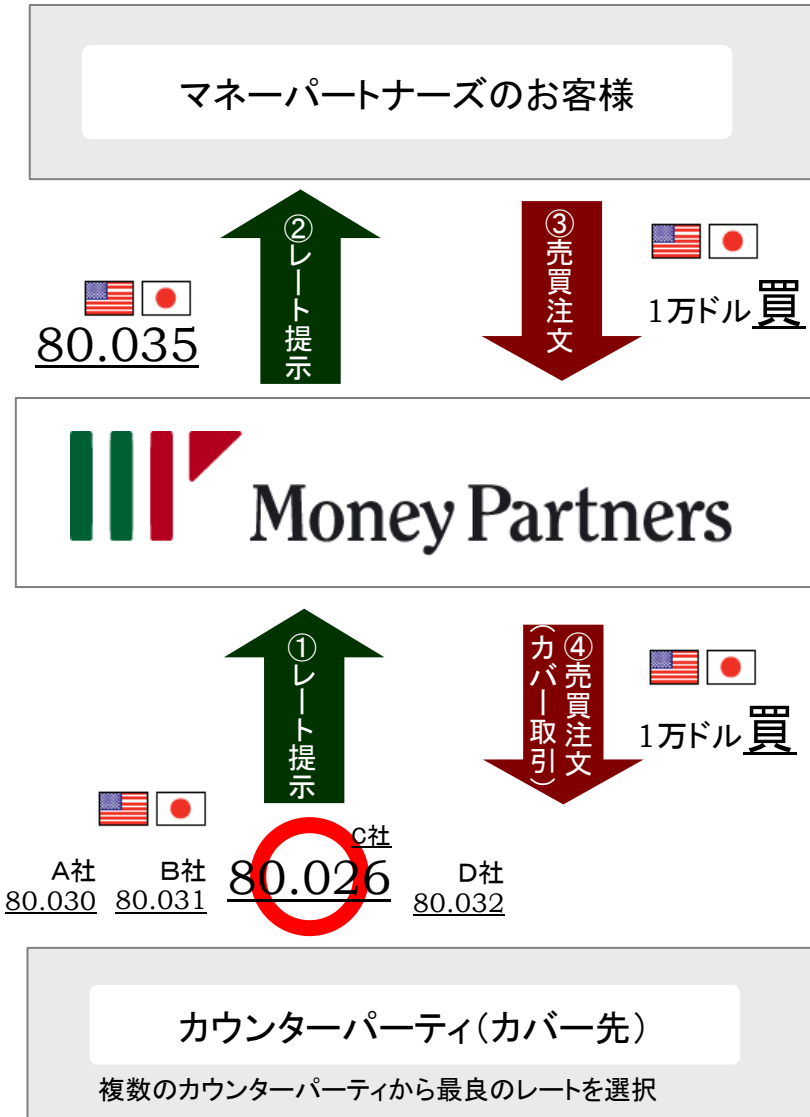 マネーパートナーズのお客様
②レート提示
③売買注文
80.035
1万ドル買
Money Partners
①レート提示
④売買注文
(カバー取引)
1万ドル買
A社
80.030
B社
80.031
C社
80.026
D社
80.032
カウンターパーティ(カバー先)
複数のカウンターパーティから最良のレートを選択